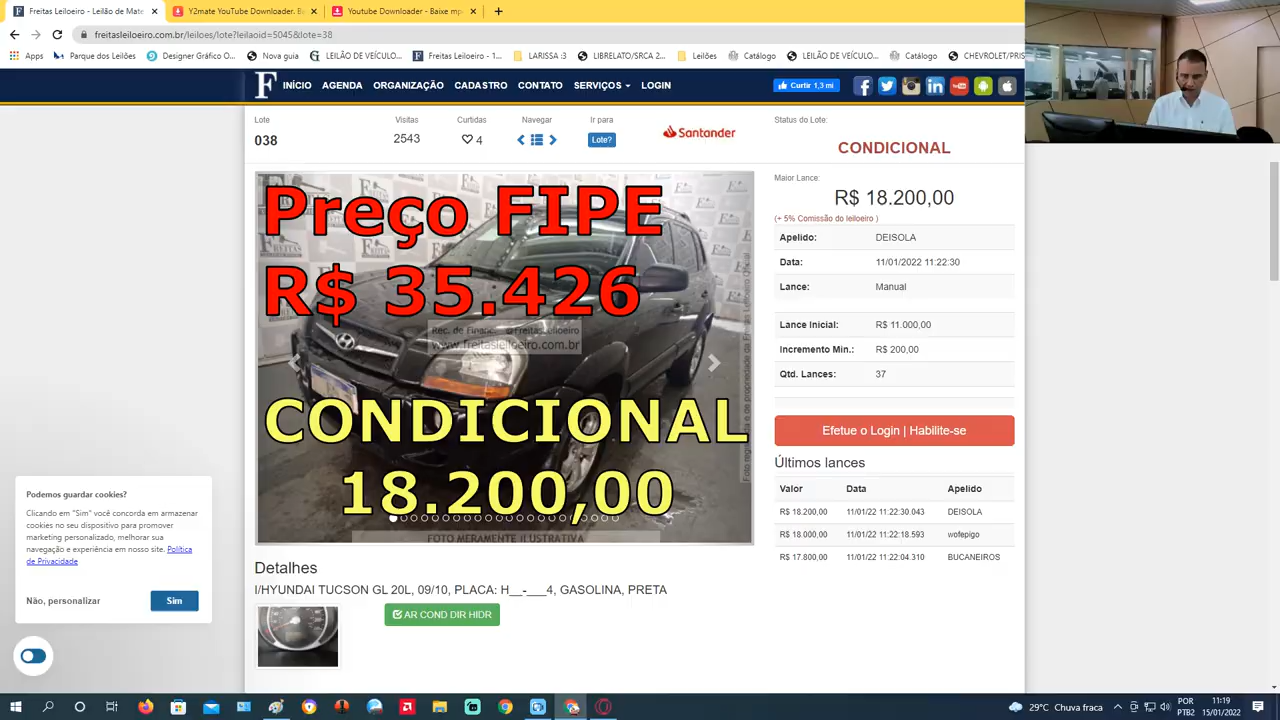 Freitas Leiloeiro - Leilão de Mate
Y2mate YouTube Downloader. B
Youtube Downloader - Baixe mp
freitasleiloeiro.com.br/leiloes/lote?leilaoid=5045&lote=38
Apps
Parque dos Leilões
Designer Gráfico O...
Nova guia
LEILÃO DE VEÍCULO...
Freitas Leiloeiro - 1...
LARISSA :3
LIBRELATO/SRCA 2...
Leilões
Catálogo
LEILÃO DE VEÍCULO...
Catálogo
CHEVROLET/PRIS
F INÍCIO AGENDA ORGANIZAÇÃO CADASTRO CONTATO SERVIÇOS LOGIN
Curtir 1,3 mi
Lote
Visitas
Curtidas
Navegar
Ir para
038
2543
4
Lote?
Santander
Status do Lote:
CONDICIONAL
Maior Lance:
R$ 18.200,00
(+ 5% Comissão do leiloeiro )
Apelido: DEISOLA
Data: 11/01/2022 11:22:30
Lance: Manual
Lance Inicial: R$ 11.000,00
Incremento Min.: R$ 200,00
Qtd. Lances: 37
Efetue o Login | Habilite-se
Últimos lances
Valor Data Apelido
R$ 18.200,00 11/01/22 11:22:30.043 DEISOLA
R$ 18.000,00 11/01/22 11:22:18.593 wofepigo
R$ 17.800,00 11/01/22 11:22:04.310 BUCANEIROS
Preço FIPE
R$ 35.426
Rec. de Financ. @FreitasLeiloeiro
www.freitasleiloeiro.com.br
CONDICIONAL
18.200,00
FOTO MERAMENTE ILUSTRATIVA
Detalhes
I/HYUNDAI TUCSON GL 20L, 09/10, PLACA: H__-___4, GASOLINA, PRETA
AR COND DIR HIDR
Podemos guardar cookies?
Clicando em "Sim" você concorda em armazenar
cookies no seu dispositivo para promover
marketing personalizado, melhorar sua
navegação e experiência em nosso site. Política
de Privacidade
Não, personalizar
Sim
29°C Chuva fraca
POR
PTB2
11:19
15/01/2022